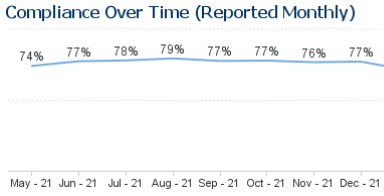 Compliance Over Time (Reported Monthly)
74% 77% 78% 79% 77% 77% 76% 77%
May - 21 Jun - 21 Jul - 21 Aug - 21 Sep - 21 Oct - 21 Nov - 21 Dec - 21